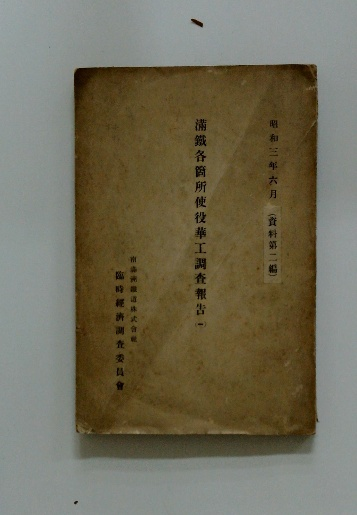 昭和三年六月 (資料第二編)
滿鐵各箇所使役華工調査報告(一)
南滿洲鐵道株式會社
臨時經濟調査委員會